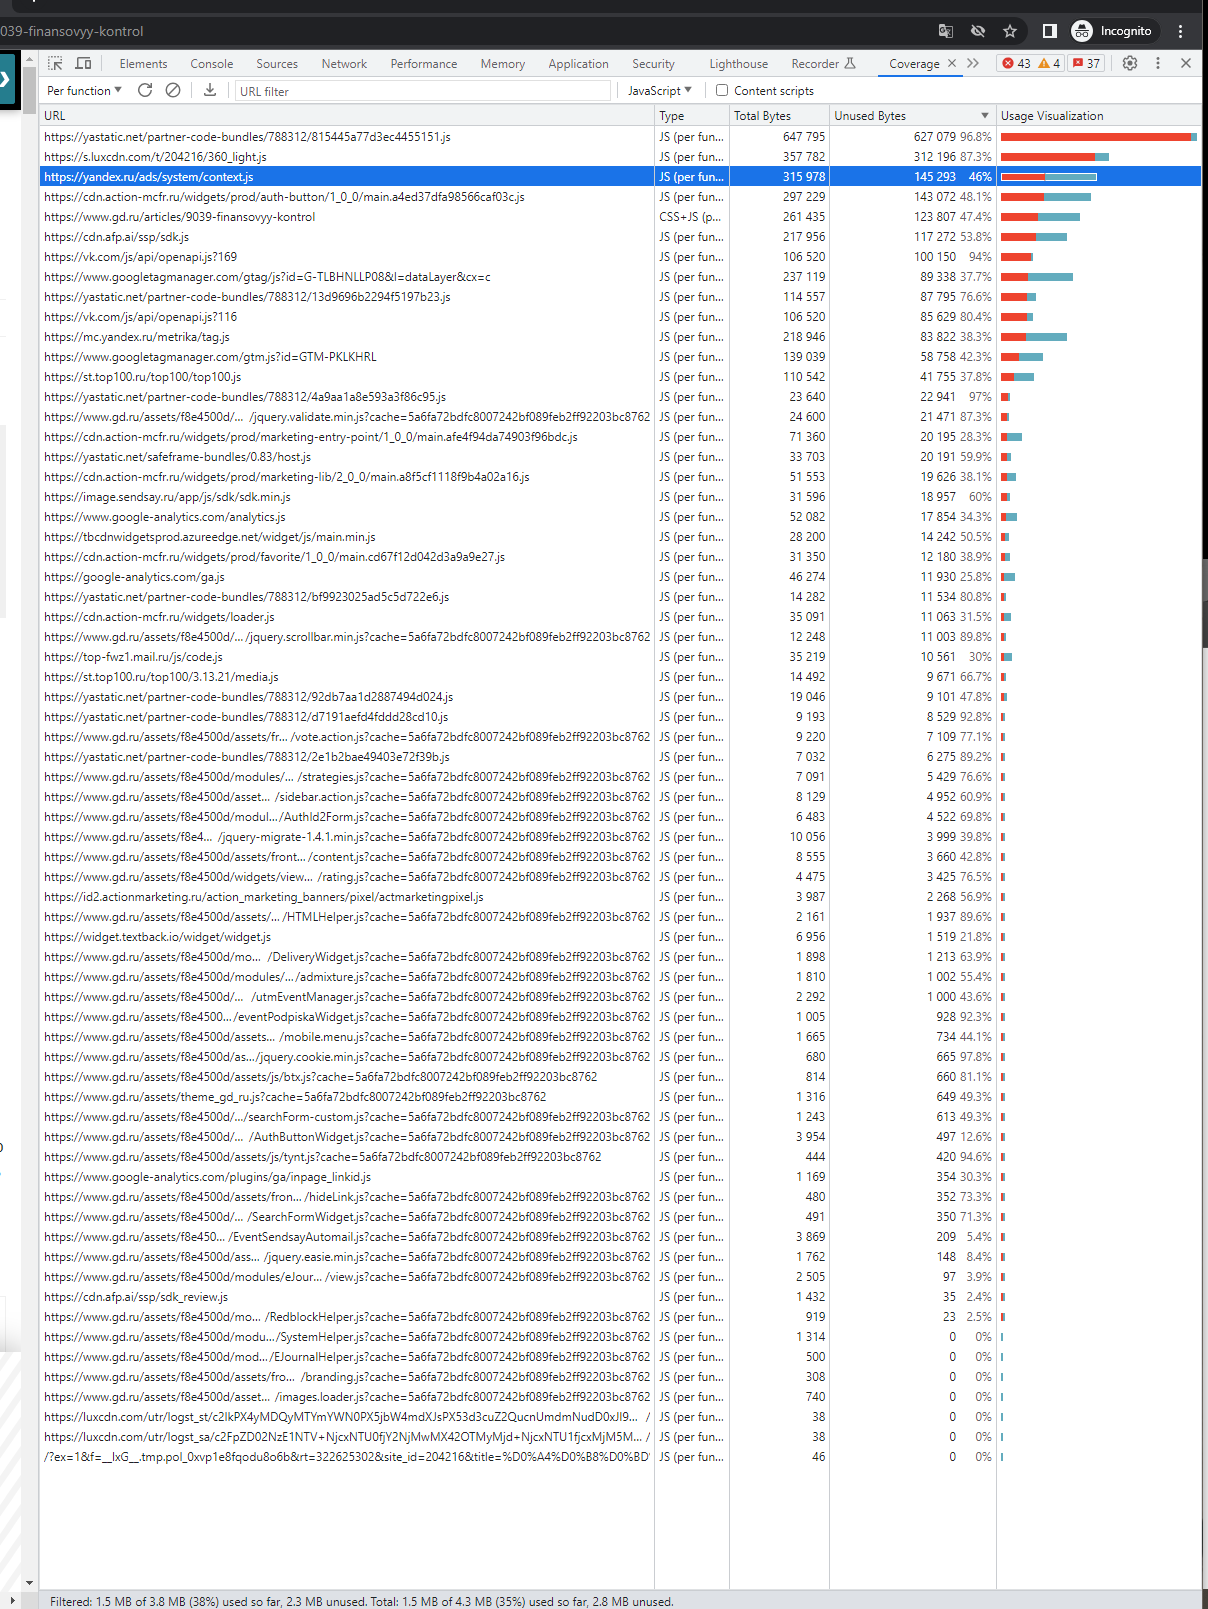 039-finansovyy-kontrol Incognito
Elements Console Sources Network Performance Memory Application Security Lighthouse Recorder Coverage 43 4 37
Per function URL filter JavaScript Content scripts
URL Type Total Bytes Unused Bytes Usage Visualization
https://yastatic.net/partner-code-bundles/788312/815445a77d3ec4455151.js JS (per fun... 647 795 627 079 96.8%
https://s.luxcdn.com/t/204216/360_light.js JS (per fun... 357 782 312 196 87.3%
https://yandex.ru/ads/system/context.js JS (per fun... 315 978 145 293 46%
https://cdn.action-mcfr.ru/widgets/prod/auth-button/1_0_0/main.a4ed37dfa98566caf03c.js JS (per fun... 297 229 143 072 48.1%
https://www.gd.ru/articles/9039-finansovyy-kontrol CSS+JS (p... 261 435 123 807 47.4%
https://cdn.afp.ai/ssp/sdk.js JS (per fun... 217 956 117 272 53.8%
https://vk.com/js/api/openapi.js?169 JS (per fun... 106 520 100 150 94%
https://www.googletagmanager.com/gtag/js?id=G-TLBHNLLP08&l=dataLayer&cx=c JS (per fun... 237 119 89 338 37.7%
https://yastatic.net/partner-code-bundles/788312/13d9696b2294f5197b23.js JS (per fun... 114 557 87 795 76.6%
https://vk.com/js/api/openapi.js?116 JS (per fun... 106 520 85 629 80.4%
https://mc.yandex.ru/metrika/tag.js JS (per fun... 218 946 83 822 38.3%
https://www.googletagmanager.com/gtm.js?id=GTM-PKLKHRL JS (per fun... 139 039 58 758 42.3%
https://st.top100.ru/top100/top100.js JS (per fun... 110 542 41 755 37.8%
https://yastatic.net/partner-code-bundles/788312/4a9aa1a8e593a3f86c95.js JS (per fun... 23 640 22 941 97%
https://www.gd.ru/assets/f8e4500d/... /jquery.validate.min.js?cache=5a6fa72bdfc8007242bf089feb2ff92203bc8762 JS (per fun... 24 600 21 471 87.3%
https://cdn.action-mcfr.ru/widgets/prod/marketing-entry-point/1_0_0/main.afe4f94da74903f96bdc.js JS (per fun... 71 360 20 195 28.3%
https://yastatic.net/safeframe-bundles/0.83/host.js JS (per fun... 33 703 20 191 59.9%
https://cdn.action-mcfr.ru/widgets/prod/marketing-lib/2_0_0/main.a8f5cf1118f9b4a02a16.js JS (per fun... 51 553 19 626 38.1%
https://image.sendsay.ru/app/js/sdk/sdk.min.js JS (per fun... 31 596 18 957 60%
https://www.google-analytics.com/analytics.js JS (per fun... 52 082 17 854 34.3%
https://tbcdnwidgetsprod.azureedge.net/widget/js/main.min.js JS (per fun... 28 200 14 242 50.5%
https://cdn.action-mcfr.ru/widgets/prod/favorite/1_0_0/main.cd67f12d042d3a9a9e27.js JS (per fun... 31 350 12 180 38.9%
https://google-analytics.com/ga.js JS (per fun... 46 274 11 930 25.8%
https://yastatic.net/partner-code-bundles/788312/bf9923025ad5c5d722e6.js JS (per fun... 14 282 11 534 80.8%
https://cdn.action-mcfr.ru/widgets/loader.js JS (per fun... 35 091 11 063 31.5%
https://www.gd.ru/assets/f8e4500d/... /jquery.scrollbar.min.js?cache=5a6fa72bdfc8007242bf089feb2ff92203bc8762 JS (per fun... 12 248 11 003 89.8%
https://top-fwz1.mail.ru/js/code.js JS (per fun... 35 219 10 561 30%
https://st.top100.ru/top100/3.13.21/media.js JS (per fun... 14 492 9 671 66.7%
https://yastatic.net/partner-code-bundles/788312/92db7aa1d2887494d024.js JS (per fun... 19 046 9 101 47.8%
https://yastatic.net/partner-code-bundles/788312/d7191aefd4fddd28cd10.js JS (per fun... 9 193 8 529 92.8%
https://www.gd.ru/assets/f8e4500d/assets/fr... /vote.action.js?cache=5a6fa72bdfc8007242bf089feb2ff92203bc8762 JS (per fun... 9 220 7 109 77.1%
https://yastatic.net/partner-code-bundles/788312/2e1b2bae49403e72f39b.js JS (per fun... 7 032 6 275 89.2%
https://www.gd.ru/assets/f8e4500d/modules/... /strategies.js?cache=5a6fa72bdfc8007242bf089feb2ff92203bc8762 JS (per fun... 7 091 5 429 76.6%
https://www.gd.ru/assets/f8e4500d/asset... /sidebar.action.js?cache=5a6fa72bdfc8007242bf089feb2ff92203bc8762 JS (per fun... 8 129 4 952 60.9%
https://www.gd.ru/assets/f8e4500d/modul.../AuthId2Form.js?cache=5a6fa72bdfc8007242bf089feb2ff92203bc8762 JS (per fun... 6 483 4 522 69.8%
https://www.gd.ru/assets/f8e4... /jquery-migrate-1.4.1.min.js?cache=5a6fa72bdfc8007242bf089feb2ff92203bc8762 JS (per fun... 10 056 3 999 39.8%
https://www.gd.ru/assets/f8e4500d/assets/front... /content.js?cache=5a6fa72bdfc8007242bf089feb2ff92203bc8762 JS (per fun... 8 555 3 660 42.8%
https://www.gd.ru/assets/f8e4500d/widgets/view... /rating.js?cache=5a6fa72bdfc8007242bf089feb2ff92203bc8762 JS (per fun... 4 475 3 425 76.5%
https://id2.actionmarketing.ru/action_marketing_banners/pixel/actmarketingpixel.js JS (per fun... 3 987 2 268 56.9%
https://www.gd.ru/assets/f8e4500d/assets/... /HTMLHelper.js?cache=5a6fa72bdfc8007242bf089feb2ff92203bc8762 JS (per fun... 2 161 1 937 89.6%
https://widget.textback.io/widget/widget.js JS (per fun... 6 956 1 519 21.8%
https://www.gd.ru/assets/f8e4500d/mo... /DeliveryWidget.js?cache=5a6fa72bdfc8007242bf089feb2ff92203bc8762 JS (per fun... 1 898 1 213 63.9%
https://www.gd.ru/assets/f8e4500d/modules/... /admixture.js?cache=5a6fa72bdfc8007242bf089feb2ff92203bc8762 JS (per fun... 1 810 1 002 55.4%
https://www.gd.ru/assets/f8e4500d/... /utmEventManager.js?cache=5a6fa72bdfc8007242bf089feb2ff92203bc8762 JS (per fun... 2 292 1 000 43.6%
https://www.gd.ru/assets/f8e4500.../eventPodpiskaWidget.js?cache=5a6fa72bdfc8007242bf089feb2ff92203bc8762 JS (per fun... 1 005 928 92.3%
https://www.gd.ru/assets/f8e4500d/assets... /mobile.menu.js?cache=5a6fa72bdfc8007242bf089feb2ff92203bc8762 JS (per fun... 1 665 734 44.1%
https://www.gd.ru/assets/f8e4500d/as.../jquery.cookie.min.js?cache=5a6fa72bdfc8007242bf089feb2ff92203bc8762 JS (per fun... 680 665 97.8%
https://www.gd.ru/assets/f8e4500d/assets/js/btx.js?cache=5a6fa72bdfc8007242bf089feb2ff92203bc8762 JS (per fun... 814 660 81.1%
https://www.gd.ru/assets/theme_gd_ru.js?cache=5a6fa72bdfc8007242bf089feb2ff92203bc8762 JS (per fun... 1 316 649 49.3%
https://www.gd.ru/assets/f8e4500d/.../searchForm-custom.js?cache=5a6fa72bdfc8007242bf089feb2ff92203bc8762 JS (per fun... 1 243 613 49.3%
https://www.gd.ru/assets/f8e4500d/... /AuthButtonWidget.js?cache=5a6fa72bdfc8007242bf089feb2ff92203bc8762 JS (per fun... 3 954 497 12.6%
https://www.gd.ru/assets/f8e4500d/assets/js/tynt.js?cache=5a6fa72bdfc8007242bf089feb2ff92203bc8762 JS (per fun... 444 420 94.6%
https://www.google-analytics.com/plugins/ga/inpage_linkid.js JS (per fun... 1 169 354 30.3%
https://www.gd.ru/assets/f8e4500d/assets/fron... /hideLink.js?cache=5a6fa72bdfc8007242bf089feb2ff92203bc8762 JS (per fun... 480 352 73.3%
https://www.gd.ru/assets/f8e4500d/... /SearchFormWidget.js?cache=5a6fa72bdfc8007242bf089feb2ff92203bc8762 JS (per fun... 491 350 71.3%
https://www.gd.ru/assets/f8e450... /EventSendsayAutomail.js?cache=5a6fa72bdfc8007242bf089feb2ff92203bc8762 JS (per fun... 3 869 209 5.4%
https://www.gd.ru/assets/f8e4500d/ass... /jquery.easie.min.js?cache=5a6fa72bdfc8007242bf089feb2ff92203bc8762 JS (per fun... 1 762 148 8.4%
https://www.gd.ru/assets/f8e4500d/modules/eJour... /view.js?cache=5a6fa72bdfc8007242bf089feb2ff92203bc8762 JS (per fun... 2 505 97 3.9%
https://cdn.afp.ai/ssp/sdk_review.js JS (per fun... 1 432 35 2.4%
https://www.gd.ru/assets/f8e4500d/mo... /RedblockHelper.js?cache=5a6fa72bdfc8007242bf089feb2ff92203bc8762 JS (per fun... 919 23 2.5%
https://www.gd.ru/assets/f8e4500d/modu.../SystemHelper.js?cache=5a6fa72bdfc8007242bf089feb2ff92203bc8762 JS (per fun... 1 314 0 0%
https://www.gd.ru/assets/f8e4500d/mod.../EJournalHelper.js?cache=5a6fa72bdfc8007242bf089feb2ff92203bc8762 JS (per fun... 500 0 0%
https://www.gd.ru/assets/f8e4500d/assets/fro... /branding.js?cache=5a6fa72bdfc8007242bf089feb2ff92203bc8762 JS (per fun... 308 0 0%
https://www.gd.ru/assets/f8e4500d/asset... /images.loader.js?cache=5a6fa72bdfc8007242bf089feb2ff92203bc8762 JS (per fun... 740 0 0%
https://luxcdn.com/utr/logst_st/c2lkPX4yMDQyMTYmYWN0PX5jbW4mdXJsPX53d3cuZ2QucnUmdmNudD0xJl9... / JS (per fun... 38 0 0%
https://luxcdn.com/utr/logst_sa/c2FpZD02NzE1NTV+NjcxNTU0fjY2NjMwMX42OTMyMjd+NjcxNTU1fjcxMjM5M... / JS (per fun... 38 0 0%
/?ex=1&f=__lxG__.tmp.pol_0xvp1e8fqodu8o6b&rt=322625302&site_id=204216&title=%D0%A4%D0%B8%D0%BD JS (per fun... 46 0 0%
Filtered: 1.5 MB of 3.8 MB (38%) used so far, 2.3 MB unused. Total: 1.5 MB of 4.3 MB (35%) used so far, 2.8 MB unused.